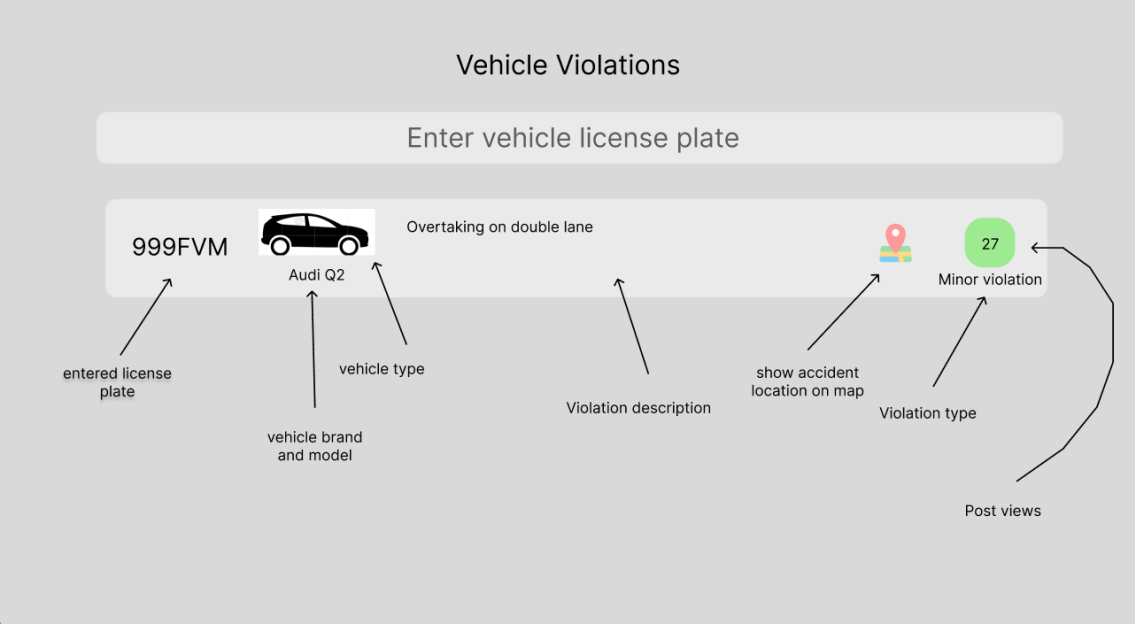 Vehicle Violations
Enter vehicle license plate
999FVM
Audi Q2
Overtaking on double lane
27
Minor violation
entered license
plate
vehicle brand
and model
vehicle type
Violation description
show accident
location on map
Violation type
Post views